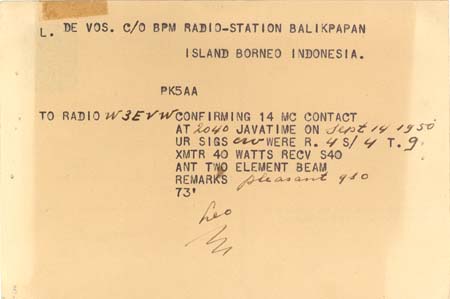 L. DE VOS. C/O BPM RADIO-STATION BALIKPAPAN
ISLAND BORNEO INDONESIA.
PK5AA
TO RADIO W3EVW CONFIRMING 14 MC CONTACT
AT 2040 JAVATIME ON Sept 14 1950
UR SIGS CW WERE R. 4 S/ 4 T. 9
XMTR 40 WATTS RECV S40
ANT TWO ELEMENT BEAM
REMARKS pleasant qso
73'
Leo